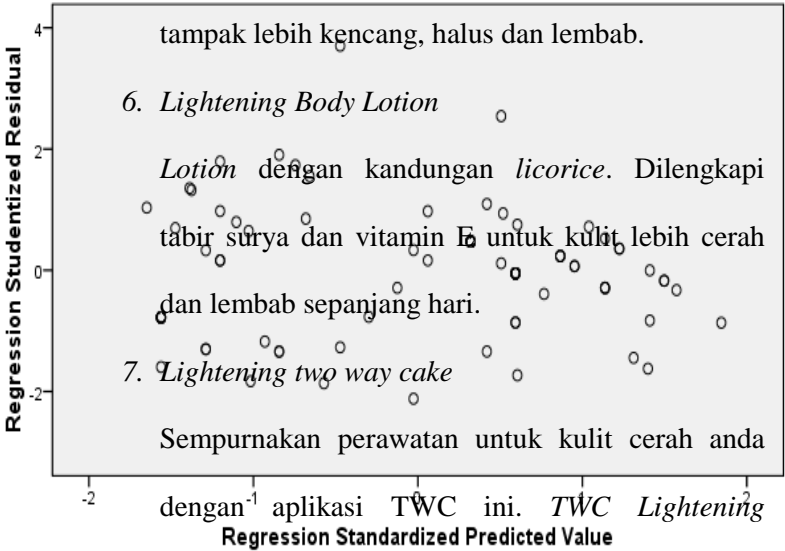 4
tampak lebih kencang, halus dan lembab.
6. Lightening Body Lotion
2
Lotion dengan kandungan licorice. Dilengkapi
tabir surya dan vitamin E untuk kulit lebih cerah
0
dan lembab sepanjang hari.
7. Lightening two way cake
-2
Sempurnakan perawatan untuk kulit cerah anda
-2 -1 0 1 2
dengan aplikasi TWC ini. TWC Lightening
Regression Standardized Predicted Value
Regression Studentized Residual